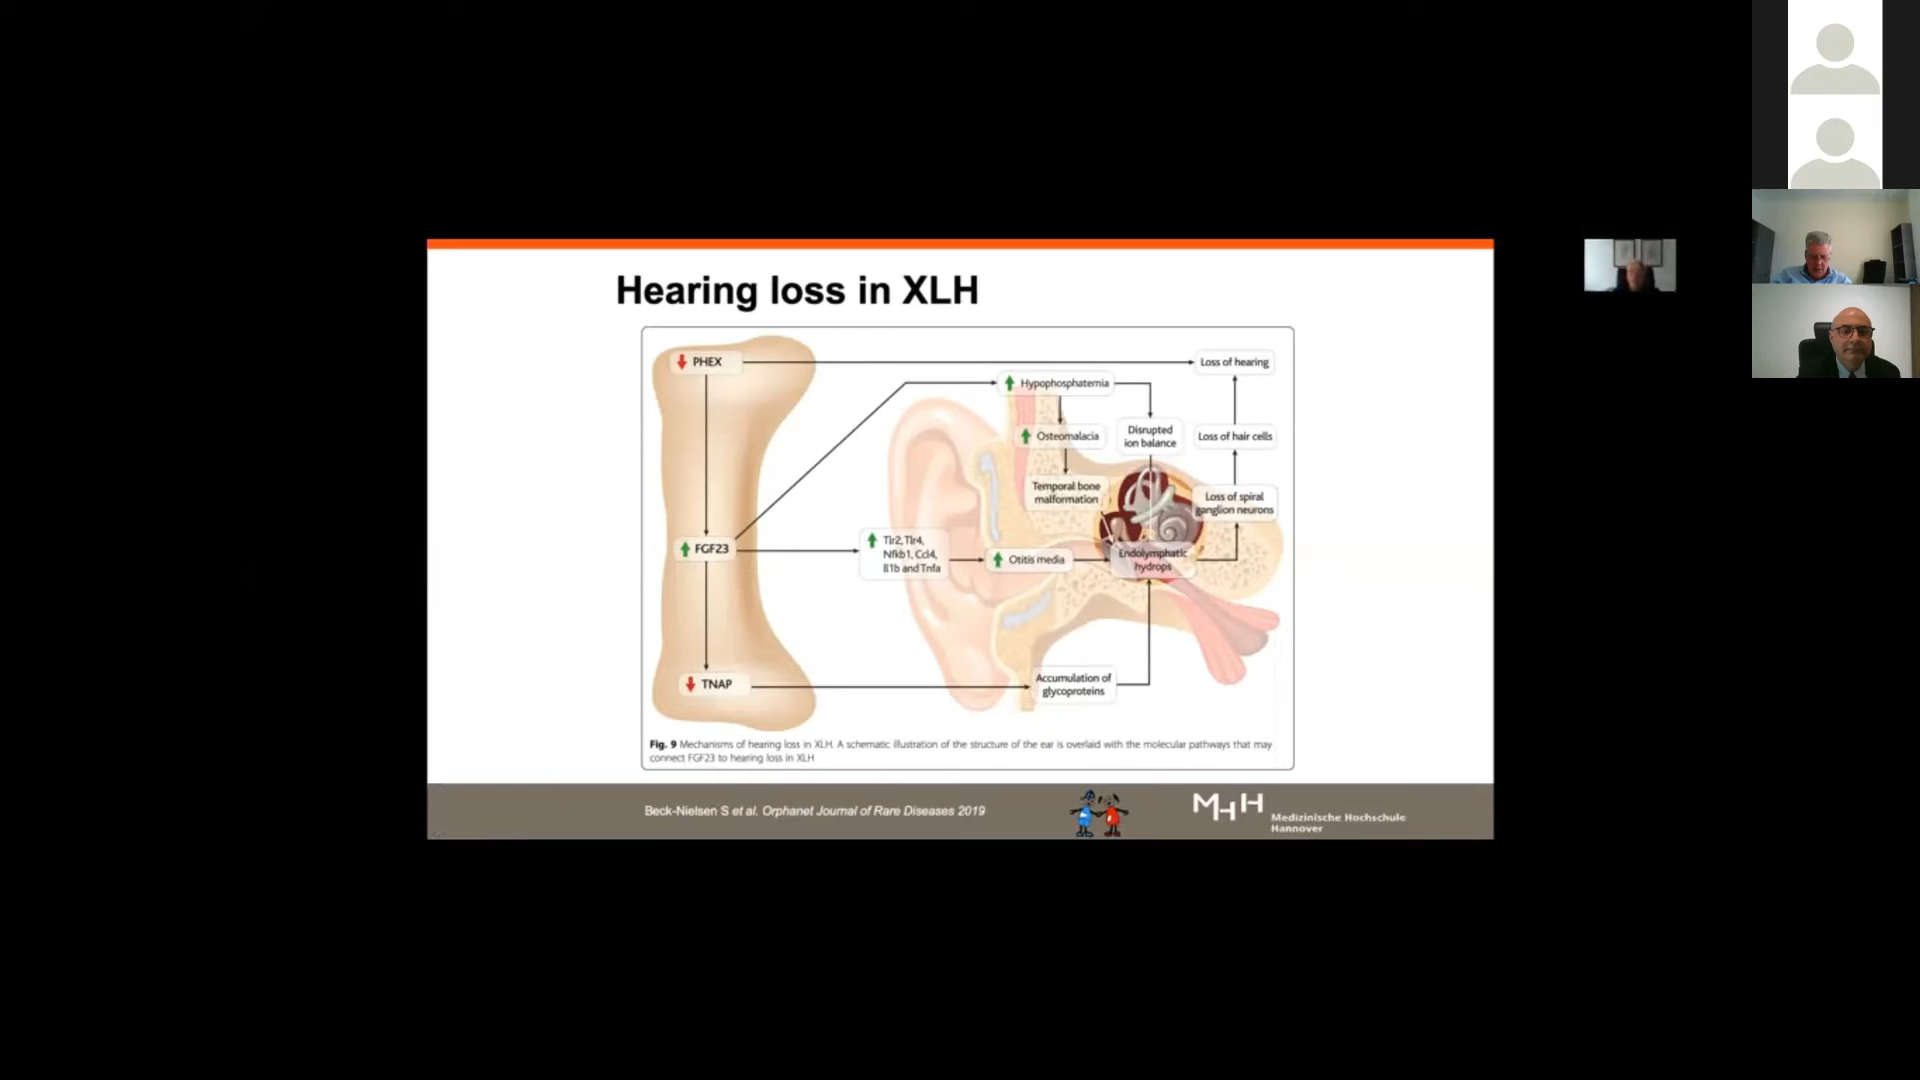 Hearing loss in XLH
PHEX
Loss of hearing
Hypophosphatemia
Osteomalacia
Disrupted
ion balance
Loss of hair cells
Temporal bone
malformation
Loss of spiral
ganglion neurons
FGF23
Tlr2, Tlr4,
Nfkb1, Ccl4,
Il1b and Tnfa
Otitis media
Endolymphatic
hydrops
TNAP
Accumulation of
glycoproteins
Fig. 9 Mechanisms of hearing loss in XLH. A schematic illustration of the structure of the ear is overlaid with the molecular pathways that may
connect FGF23 to hearing loss in XLH
Beck-Nielsen S et al. Orphanet Journal of Rare Diseases 2019
MHH
Medizinische Hochschule
Hannover